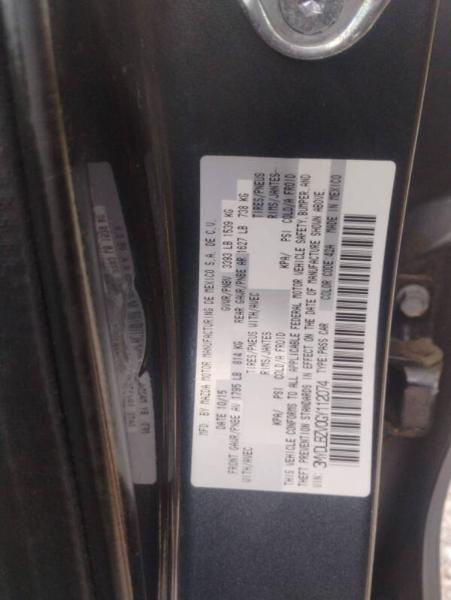 MFD. BY MAZDA MOTOR MANUFACTURING DE MEXICO S.A. DE C.V.
DATE 10/15 GVWR/PNBV 3393 LB 1539 KG
FRONT GAWR/PNBE AV 1795 LB 814 KG REAR GAWR/PNBE AR 1627 LB 738 KG
WITH/AVEC TIRES/PNEUS WITH/AVEC TIRES/PNEUS
RIMS/JANTES RIMS/JANTES
KPA/ PSI COLD/A FROID KPA/ PSI COLD/A FROID
THIS VEHICLE CONFORMS TO ALL APPLICABLE FEDERAL MOTOR VEHICLE SAFETY, BUMPER, AND
THEFT PREVENTION STANDARDS IN EFFECT ON THE DATE OF MANUFACTURE SHOWN ABOVE.
VIN: 3MYDLBZV0GY112074 TYPE PASS CAR COLOR CODE 42A MADE IN MEXICO